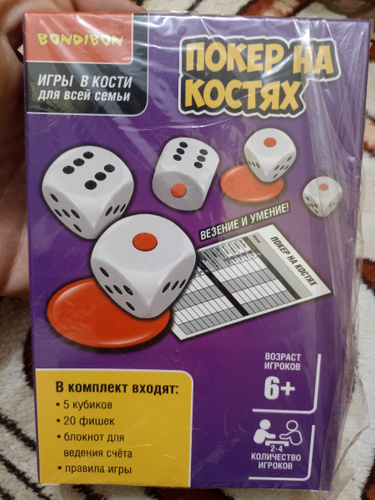 BONDIBON
ИГРЫ В КОСТИ
для всей семьи
ПОКЕР НА
КОСТЯХ
ВЕЗЕНИЕ И УМЕНИЕ!
ПОКЕР НА КОСТЯХ
ВОЗРАСТ
ИГРОКОВ
6+
В комплект входят:
• 5 кубиков
• 20 фишек
• блокнот для
ведения счёта
• правила игры
2-4
КОЛИЧЕСТВО
ИГРОКОВ